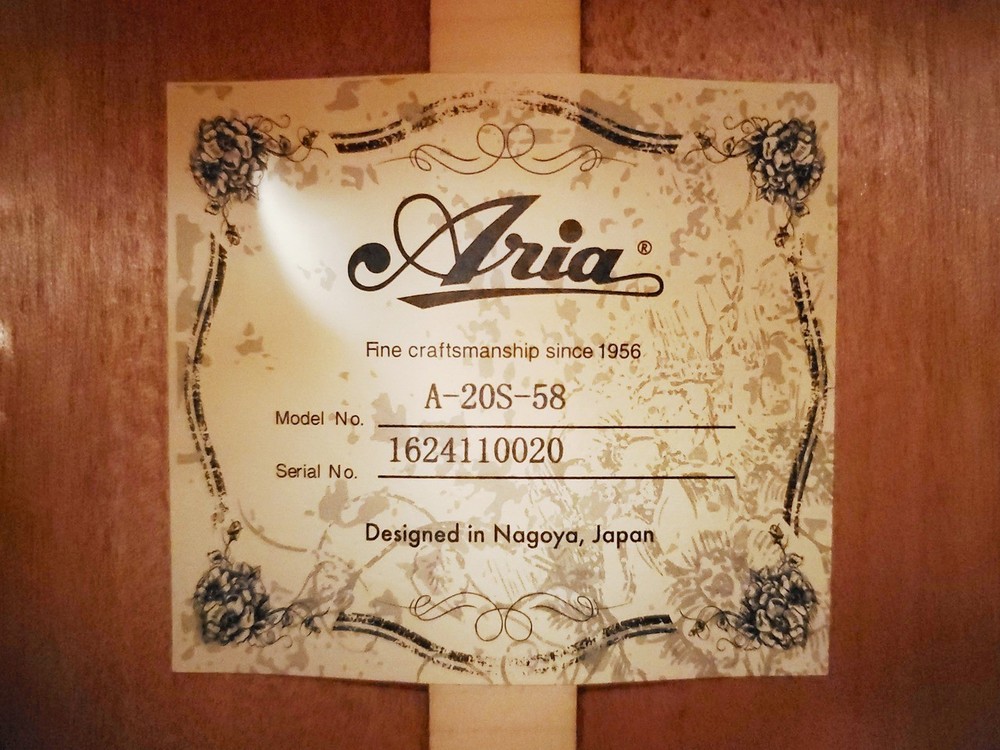 Aria®
Fine craftsmanship since 1956
Model No. A-20S-58
Serial No. 1624110020
Designed in Nagoya, Japan